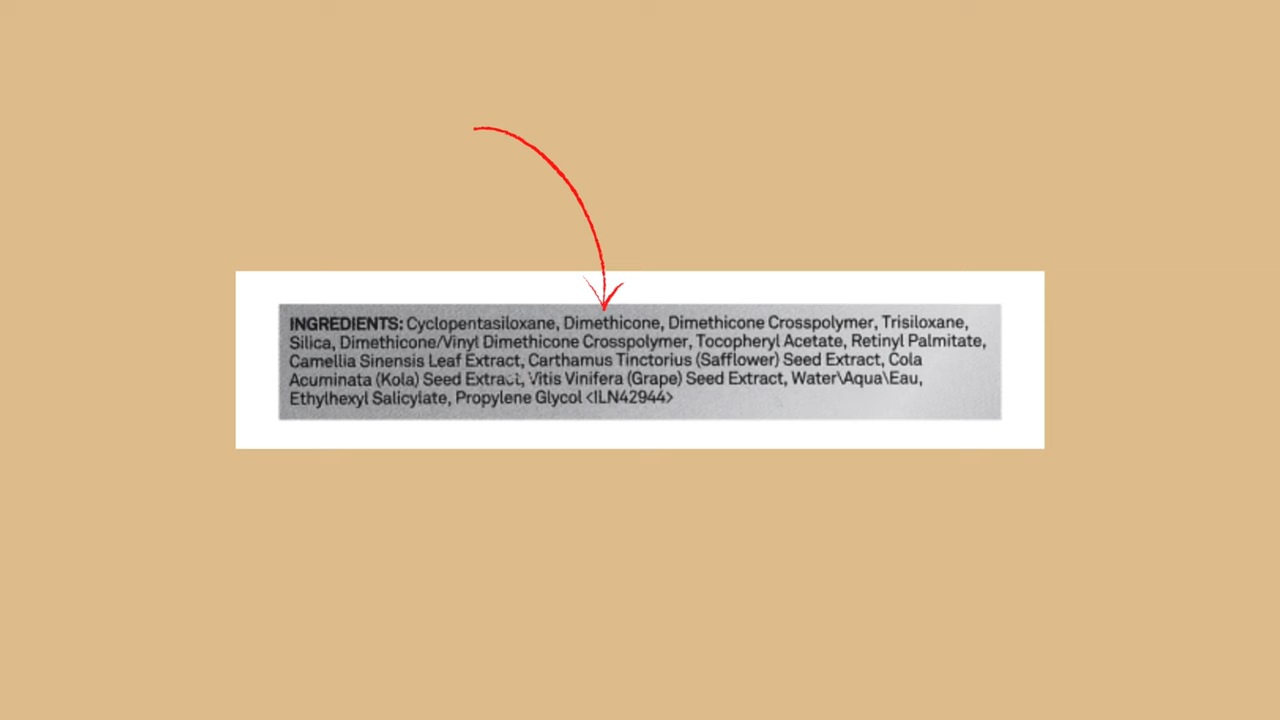 INGREDIENTS: Cyclopentasiloxane, Dimethicone, Dimethicone Crosspolymer, Trisiloxane,
Silica, Dimethicone/Vinyl Dimethicone Crosspolymer, Tocopheryl Acetate, Retinyl Palmitate,
Camellia Sinensis Leaf Extract, Carthamus Tinctorius (Safflower) Seed Extract, Cola
Acuminata (Kola) Seed Extract, Vitis Vinifera (Grape) Seed Extract, Water\Aqua\Eau,
Ethylhexyl Salicylate, Propylene Glycol <ILN42944>